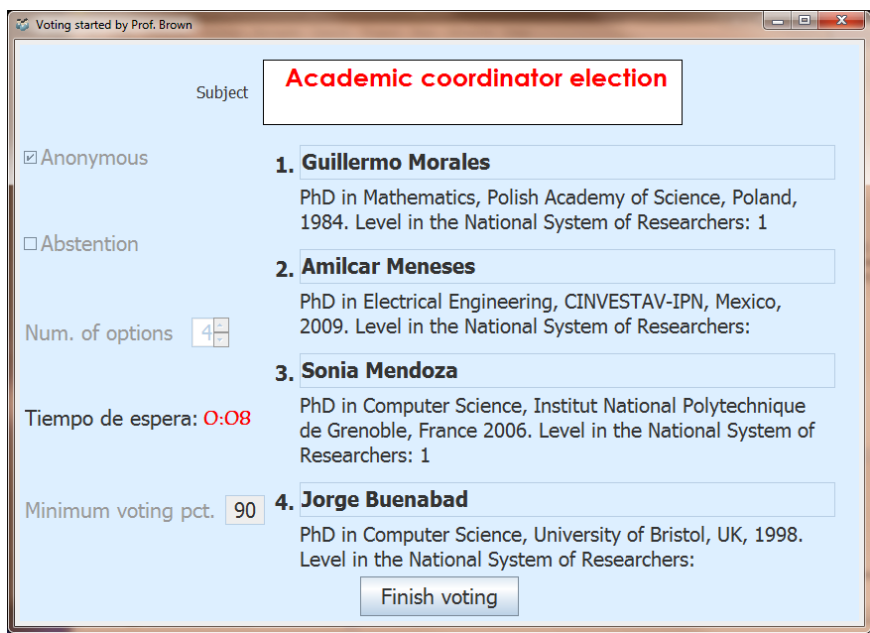 Voting started by Prof. Brown
Subject
Academic coordinator election
Anonymous
Abstention
Num. of options 4
Tiempo de espera: 0:08
Minimum voting pct. 90
1. Guillermo Morales
PhD in Mathematics, Polish Academy of Science, Poland,
1984. Level in the National System of Researchers: 1
2. Amilcar Meneses
PhD in Electrical Engineering, CINVESTAV-IPN, Mexico,
2009. Level in the National System of Researchers:
3. Sonia Mendoza
PhD in Computer Science, Institut National Polytechnique
de Grenoble, France 2006. Level in the National System of
Researchers: 1
4. Jorge Buenabad
PhD in Computer Science, University of Bristol, UK, 1998.
Level in the National System of Researchers:
Finish voting